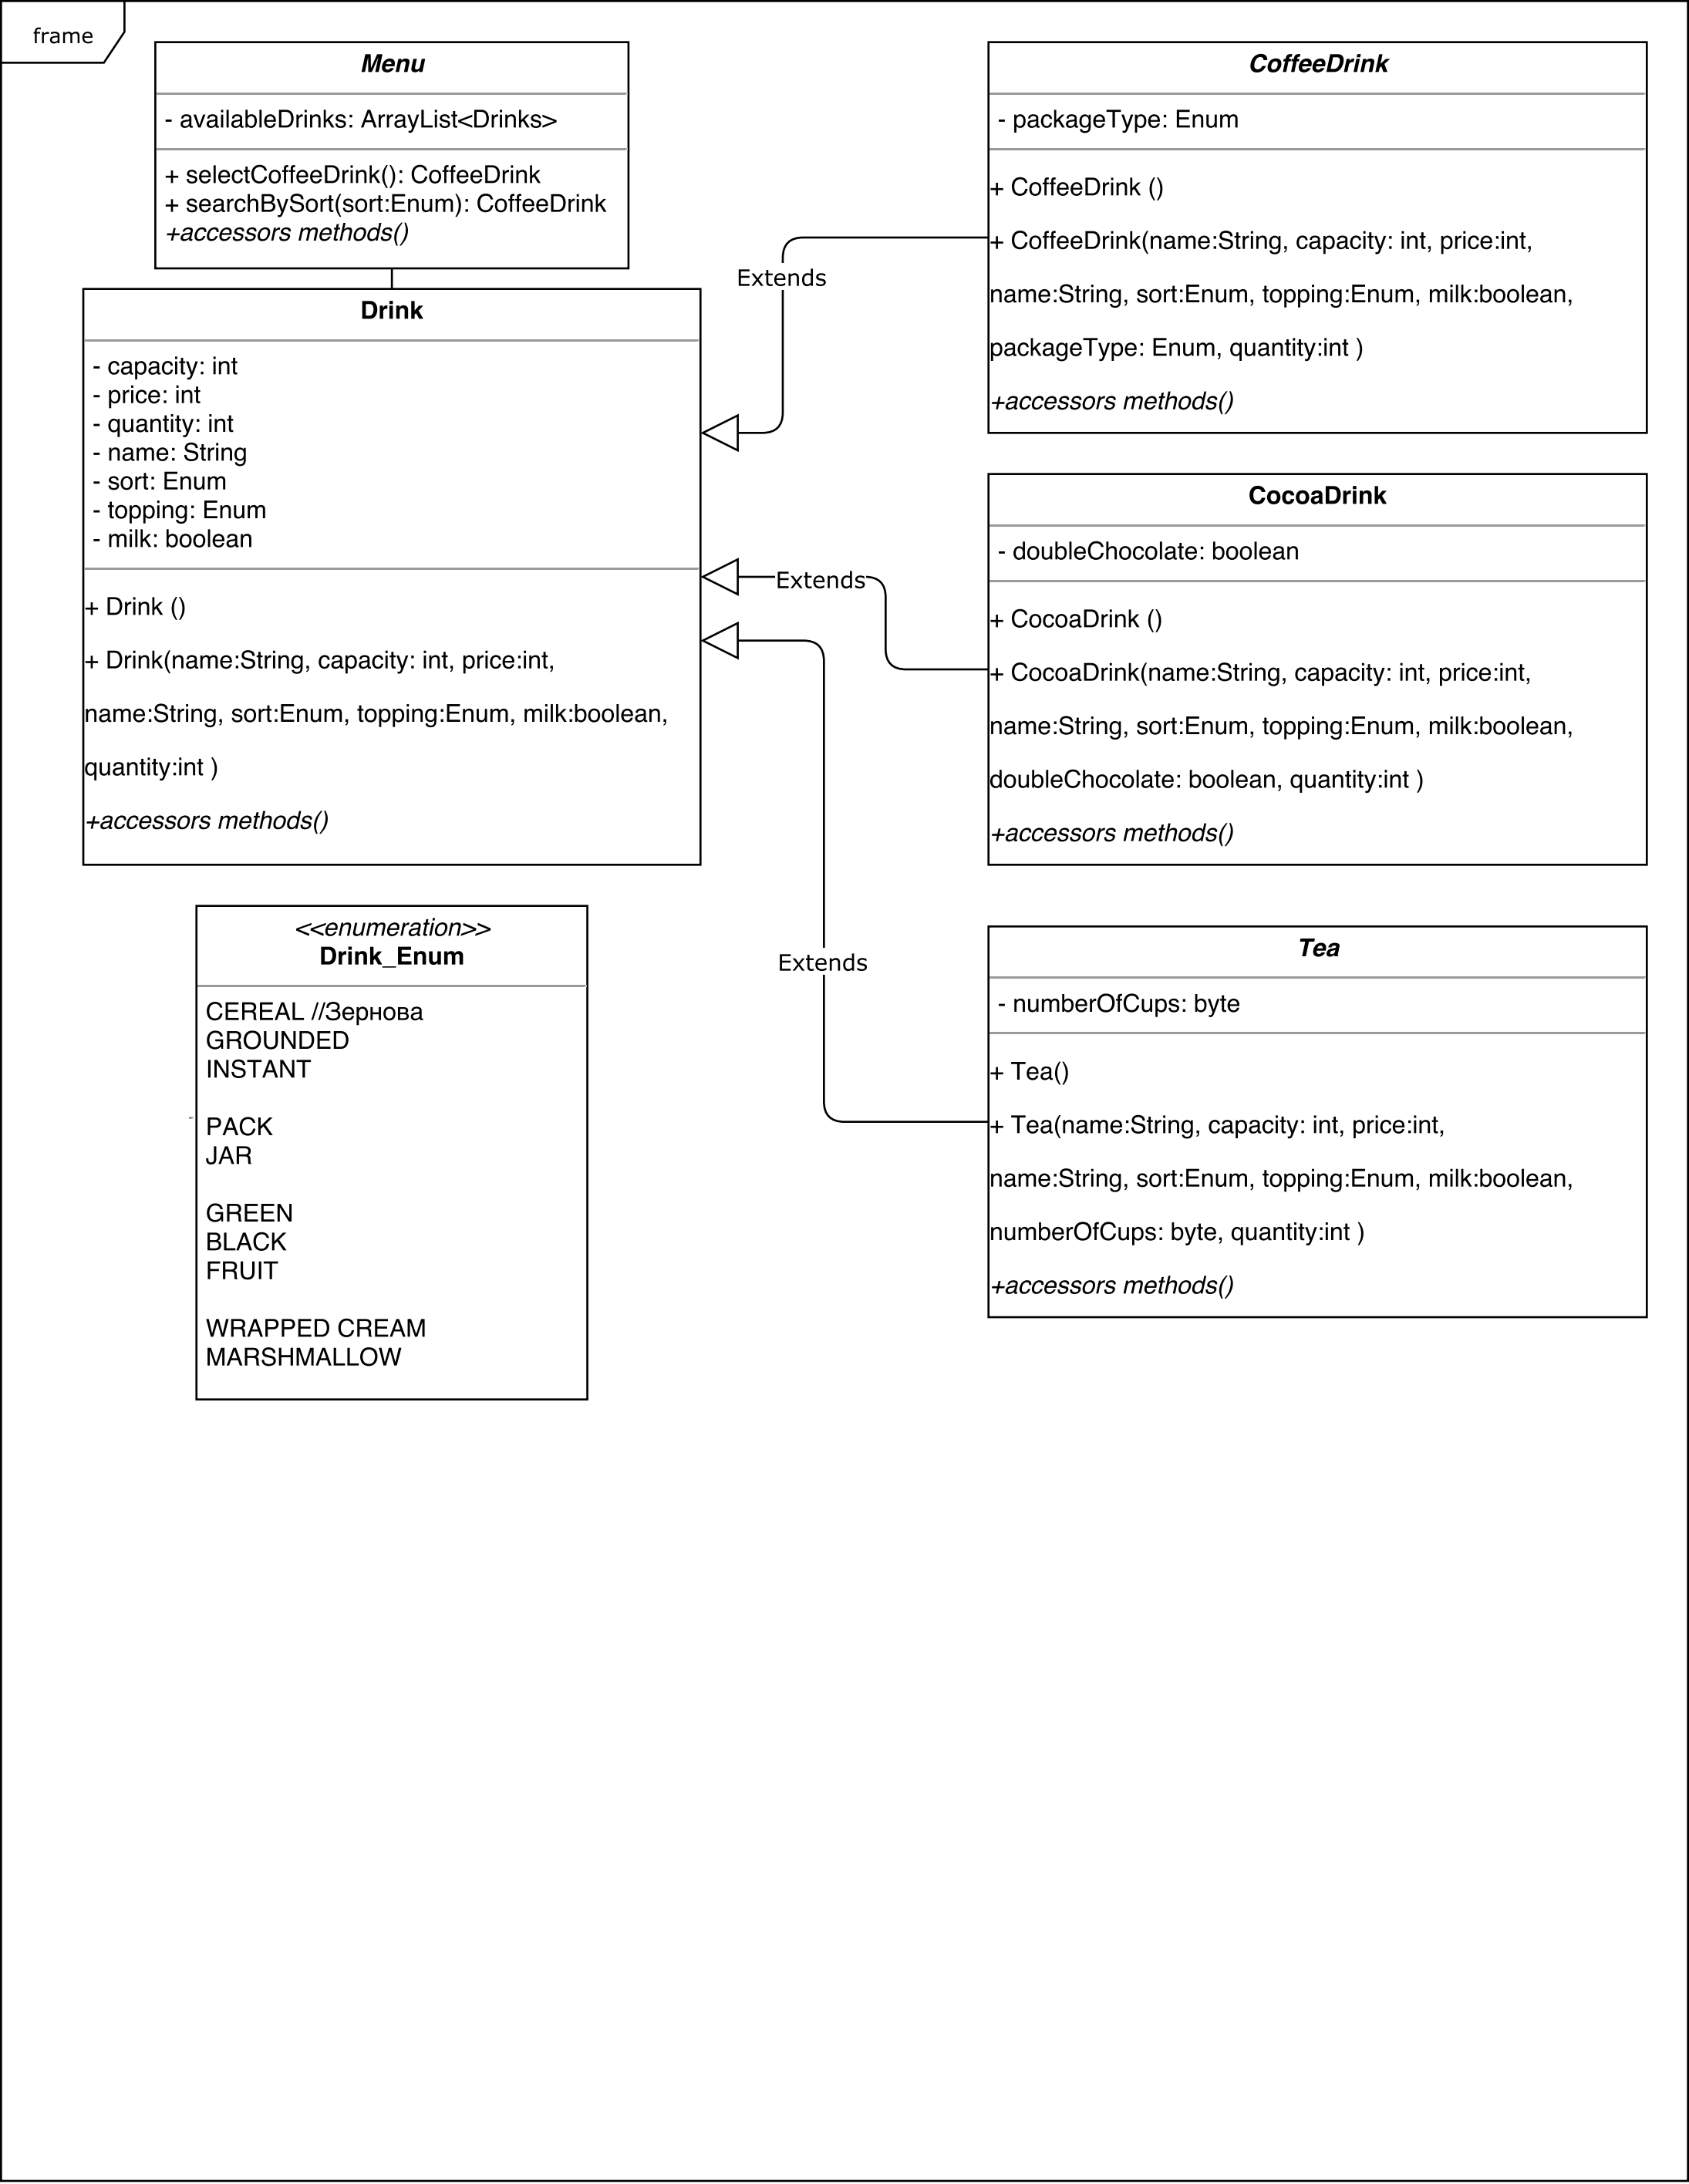 frame
Menu
- availableDrinks: ArrayList<Drinks>
+ selectCoffeeDrink(): CoffeeDrink
+ searchBySort(sort:Enum): CoffeeDrink
+accessors methods()
Drink
- capacity: int
- price: int
- quantity: int
- name: String
- sort: Enum
- topping: Enum
- milk: boolean
+ Drink ()
+ Drink(name:String, capacity: int, price:int,
name:String, sort:Enum, topping:Enum, milk:boolean,
quantity:int )
+accessors methods()
<<enumeration>>
Drink_Enum
CEREAL //Зернова
GROUNDED
INSTANT
PACK
JAR
GREEN
BLACK
FRUIT
WRAPPED CREAM
MARSHMALLOW
Extends
Extends
Extends
CoffeeDrink
- packageType: Enum
+ CoffeeDrink ()
+ CoffeeDrink(name:String, capacity: int, price:int,
name:String, sort:Enum, topping:Enum, milk:boolean,
packageType: Enum, quantity:int )
+accessors methods()
CocoaDrink
- doubleChocolate: boolean
+ CocoaDrink ()
+ CocoaDrink(name:String, capacity: int, price:int,
name:String, sort:Enum, topping:Enum, milk:boolean,
doubleChocolate: boolean, quantity:int )
+accessors methods()
Tea
- numberOfCups: byte
+ Tea()
+ Tea(name:String, capacity: int, price:int,
name:String, sort:Enum, topping:Enum, milk:boolean,
numberOfCups: byte, quantity:int )
+accessors methods()